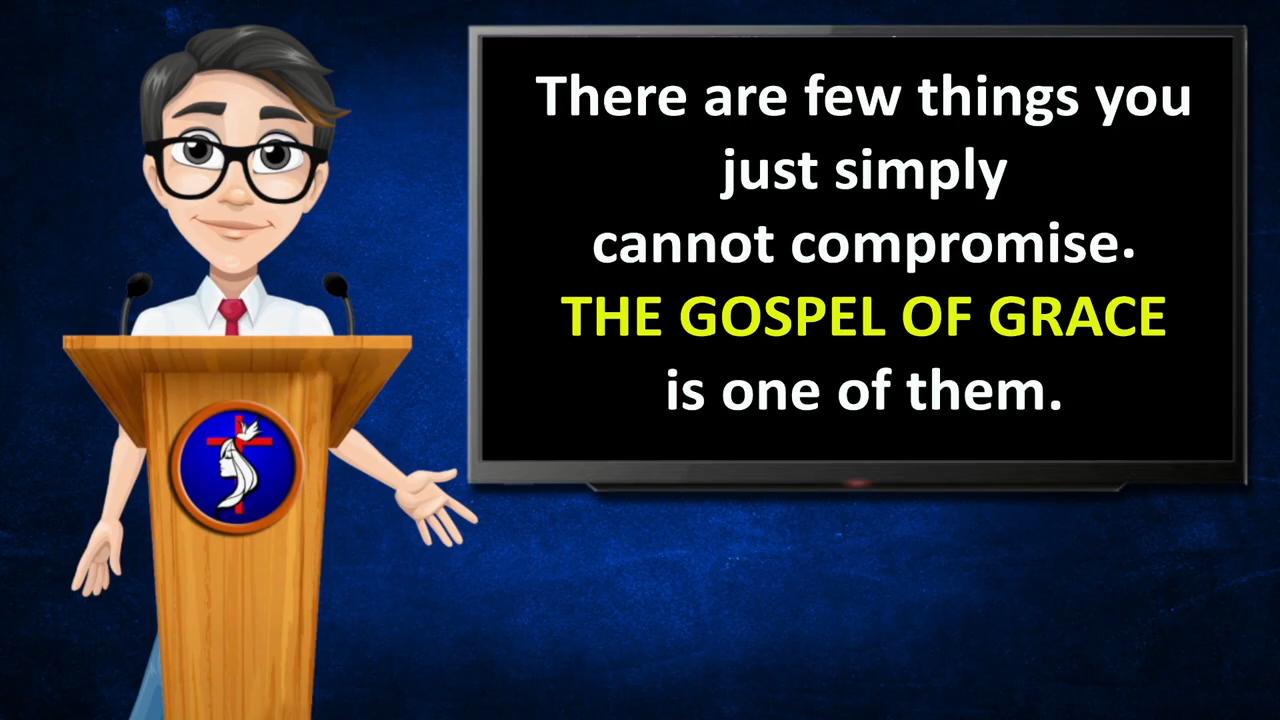 There are few things you
just simply
cannot compromise.
THE GOSPEL OF GRACE
is one of them.